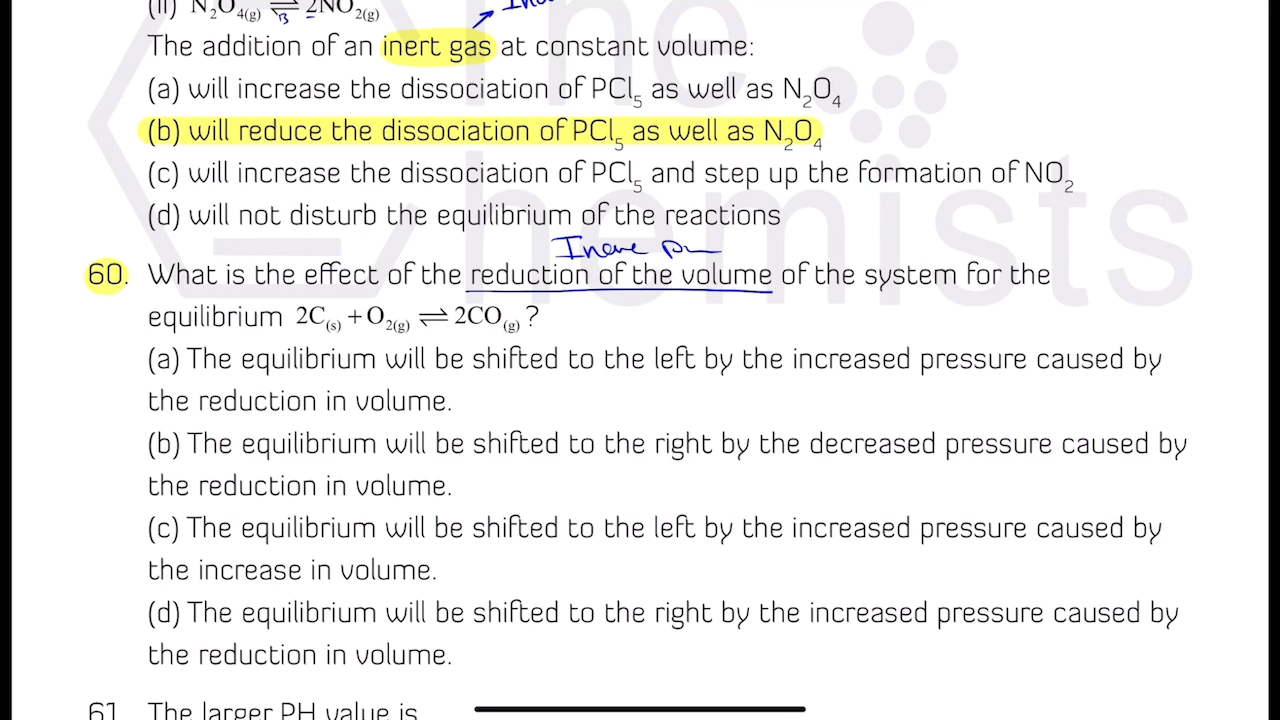 (ii) N₂O₄(g) ⇌ 2NO₂(g)
The addition of an inert gas at constant volume:
(a) will increase the dissociation of PCl₅ as well as N₂O₄
(b) will reduce the dissociation of PCl₅ as well as N₂O₄
(c) will increase the dissociation of PCl₅ and step up the formation of NO₂
(d) will not disturb the equilibrium of the reactions
60. What is the effect of the reduction of the volume of the system for the
equilibrium 2C(s) + O₂(g) ⇌ 2CO(g) ?
(a) The equilibrium will be shifted to the left by the increased pressure caused by
the reduction in volume.
(b) The equilibrium will be shifted to the right by the decreased pressure caused by
the reduction in volume.
(c) The equilibrium will be shifted to the left by the increased pressure caused by
the increase in volume.
(d) The equilibrium will be shifted to the right by the increased pressure caused by
the reduction in volume.
61. The larger PH value is